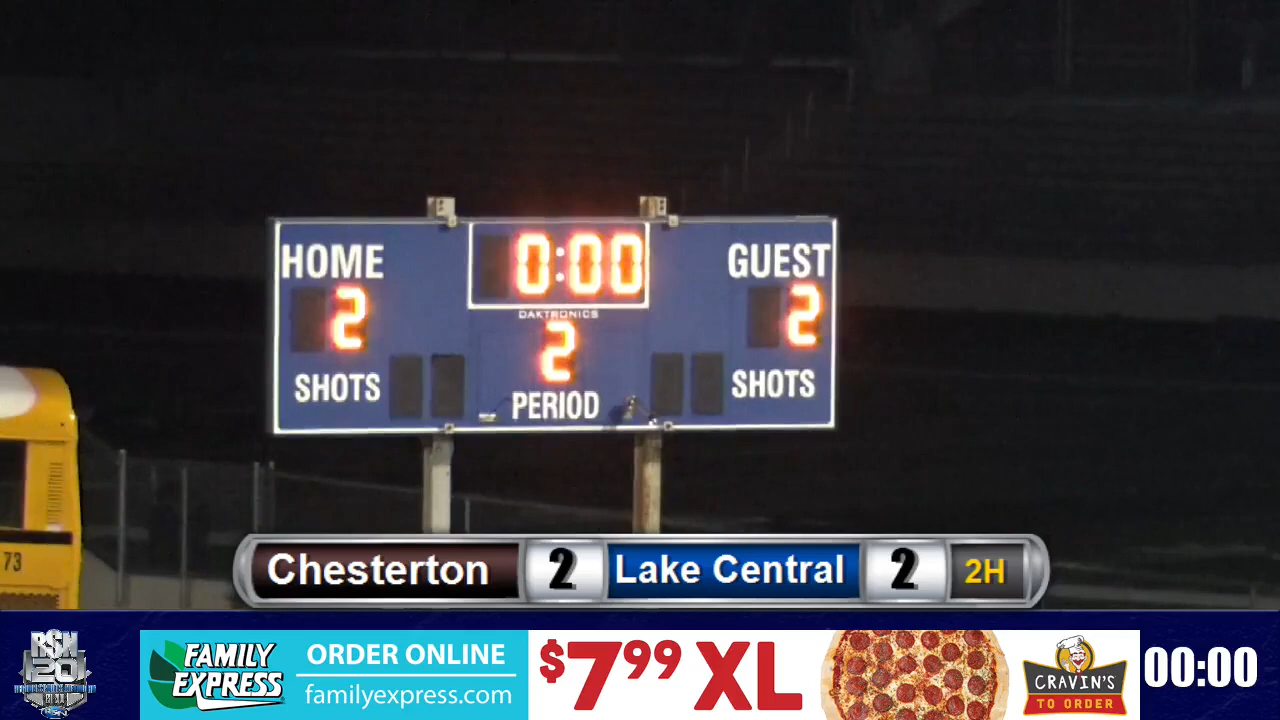 HOME
0:00
GUEST
2
DAKTRONICS
2
2
SHOTS
PERIOD
SHOTS
73
Chesterton 2 Lake Central 2 2H
RSN
20
FAMILY
EXPRESS
ORDER ONLINE
familyexpress.com
$7.99 XL
CRAVIN'S
TO ORDER
00:00